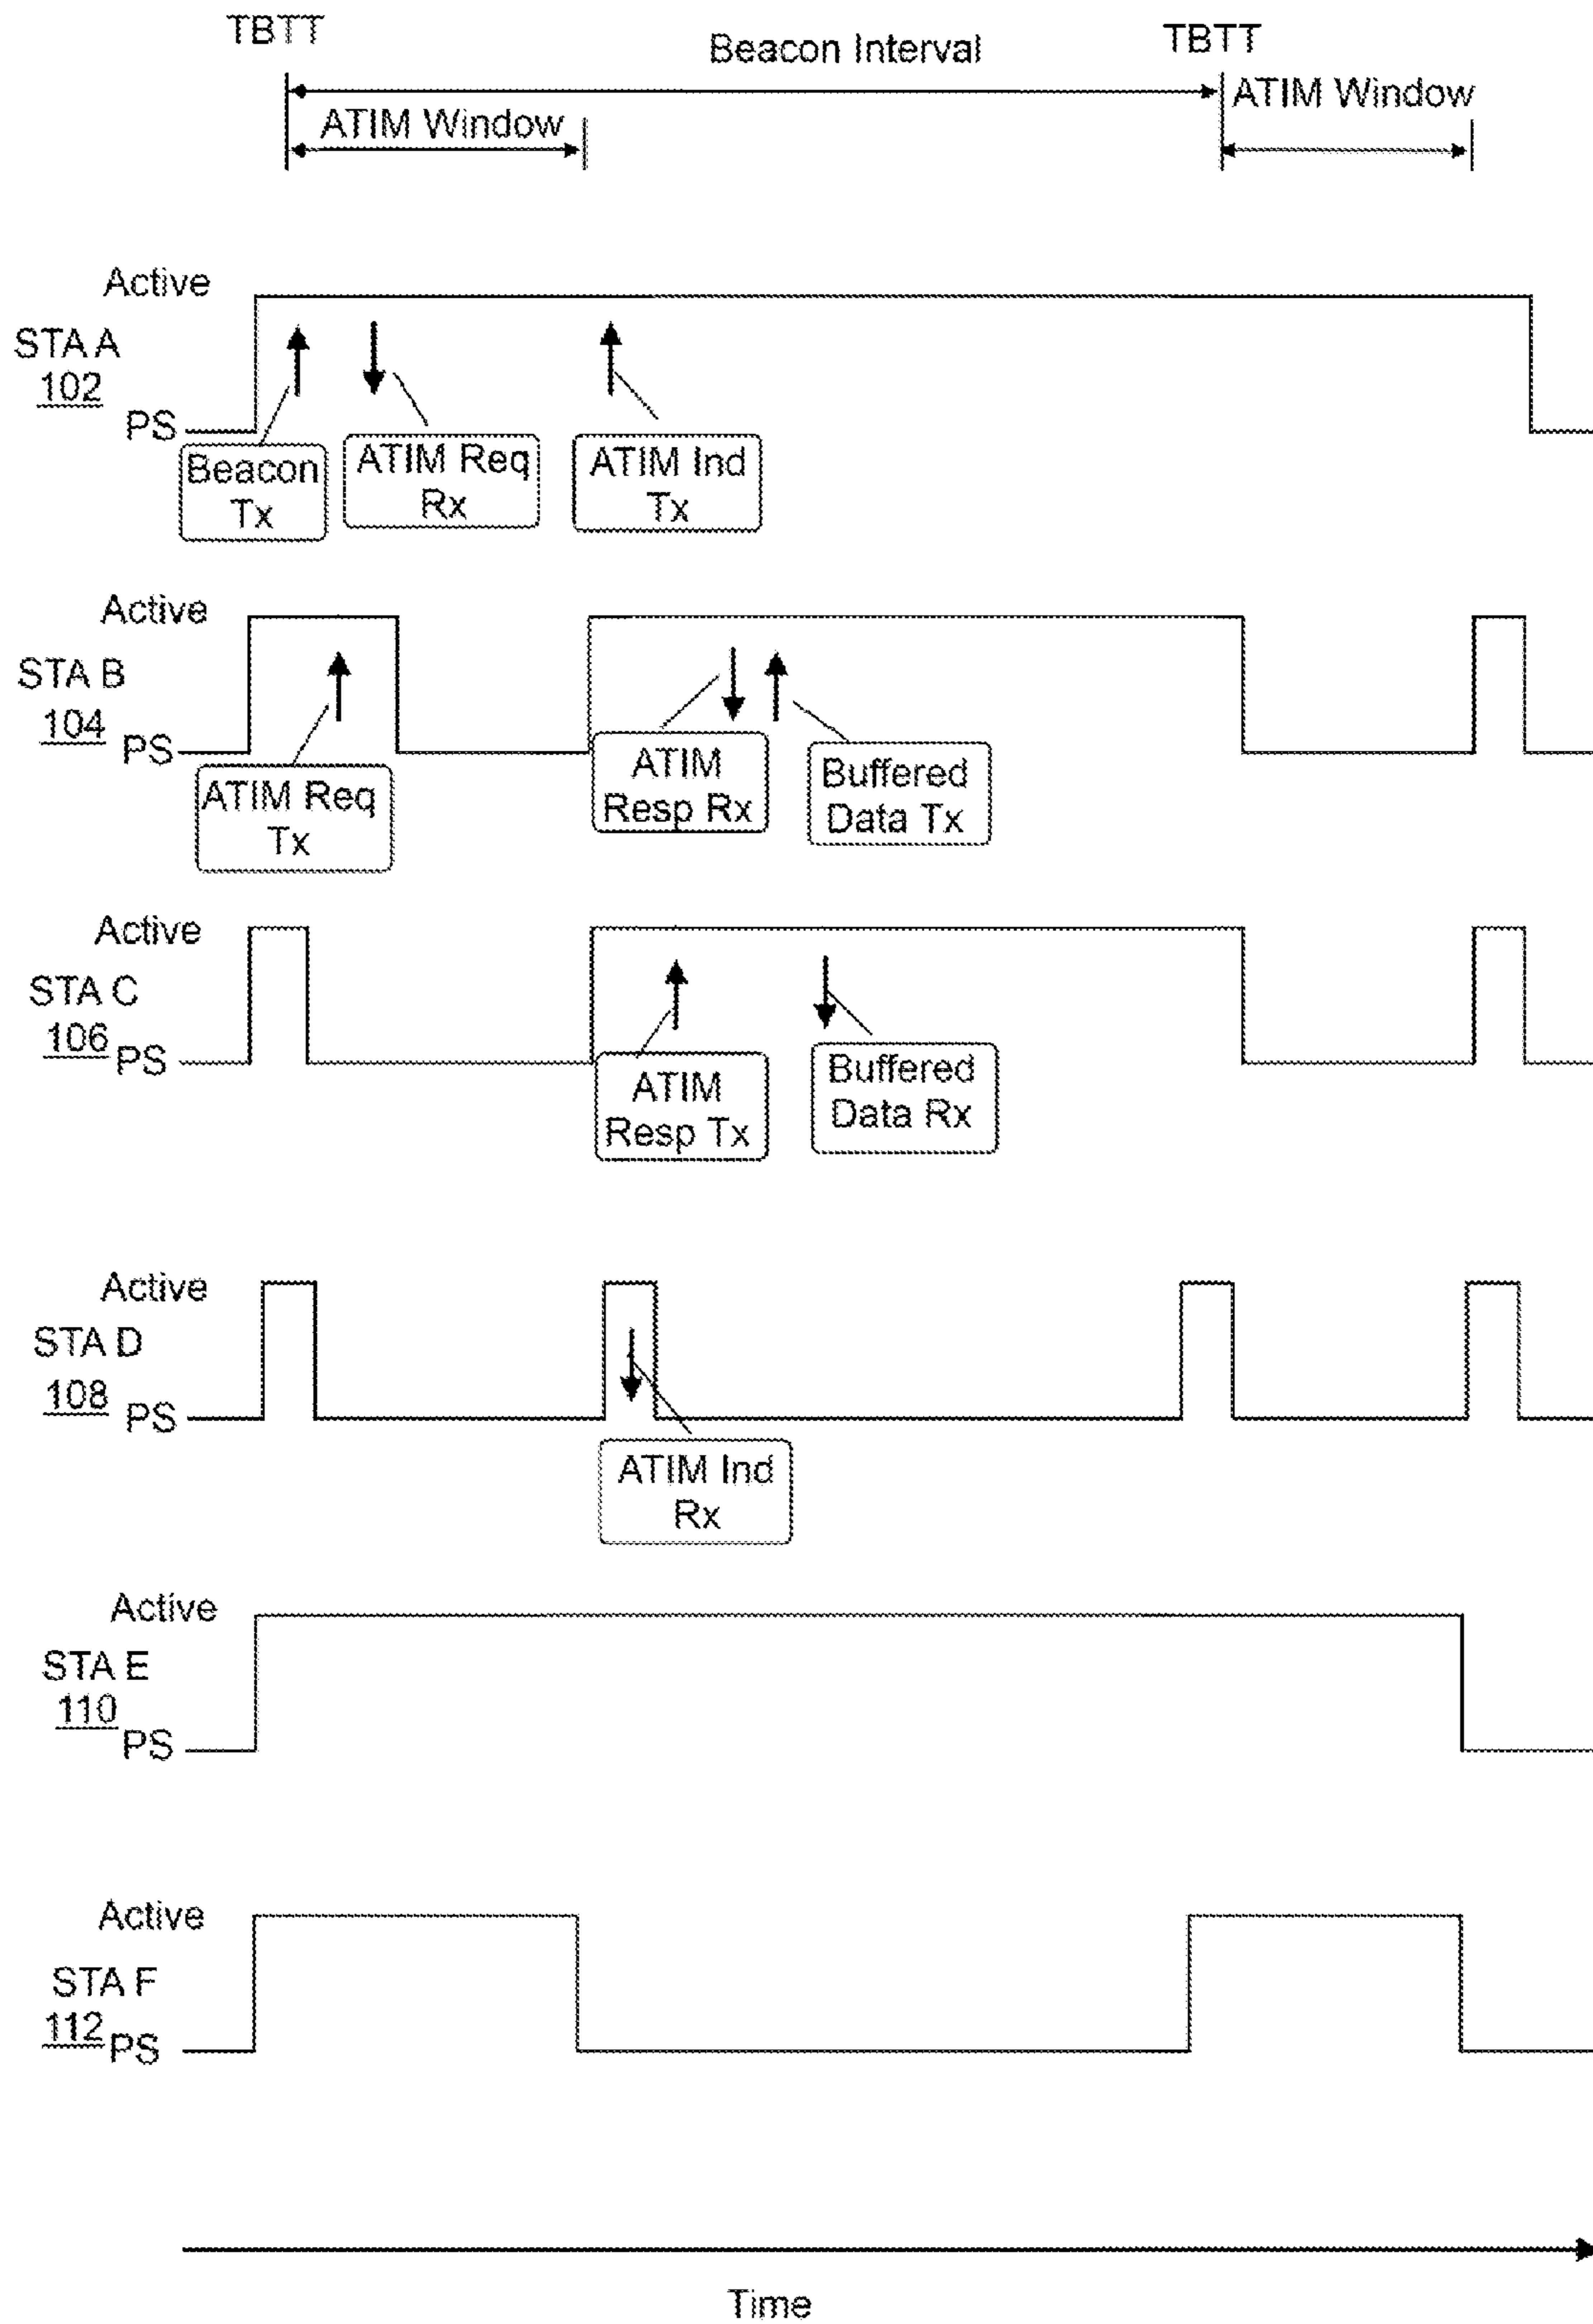 TBTT
Beacon Interval
TBTT
ATIM Window
ATIM Window
Active
STA A
102
PS
Beacon
Tx
ATIM Req
Rx
ATIM Ind
Tx
Active
STA B
104
PS
ATIM Req
Tx
ATIM
Resp Rx
Buffered
Data Tx
Active
STA C
106
PS
ATIM
Resp Tx
Buffered
Data Rx
Active
STA D
108
PS
ATIM Ind
Rx
Active
STA E
110
PS
Active
STA F
112
PS
Time